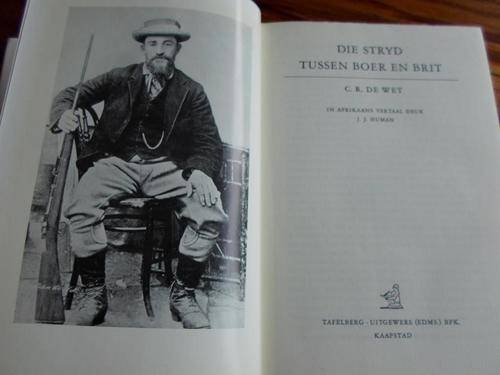 DIE STRYD
TUSSEN BOER EN BRIT
C. R. DE WET
IN AFRIKAANS VERTAAL DEUR
J. J. HUMAN
TAFELBERG-UITGEWERS (EDMS.) BPK.
KAAPSTAD